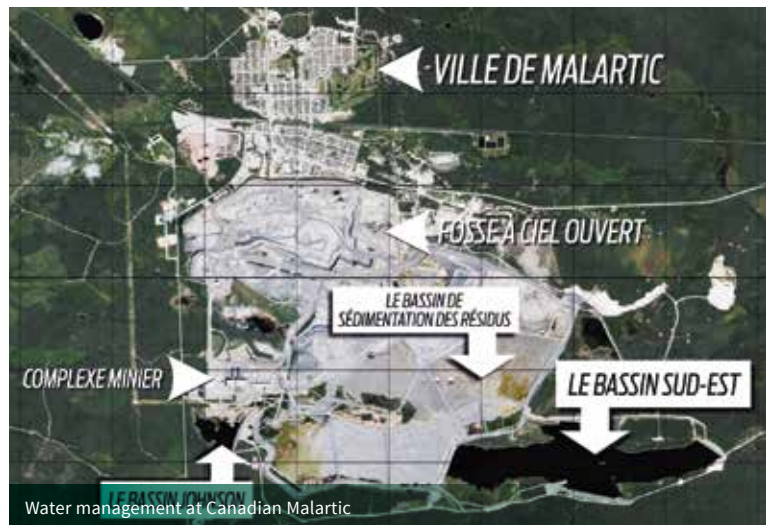 VILLE DE MALARTIC
FOSSE À CIEL OUVERT
LE BASSIN DE
SÉDIMENTATION DES RÉSIDUS
COMPLEXE MINIER
LE BASSIN SUD-EST
LE BASSIN JOHNSON
Water management at Canadian Malartic